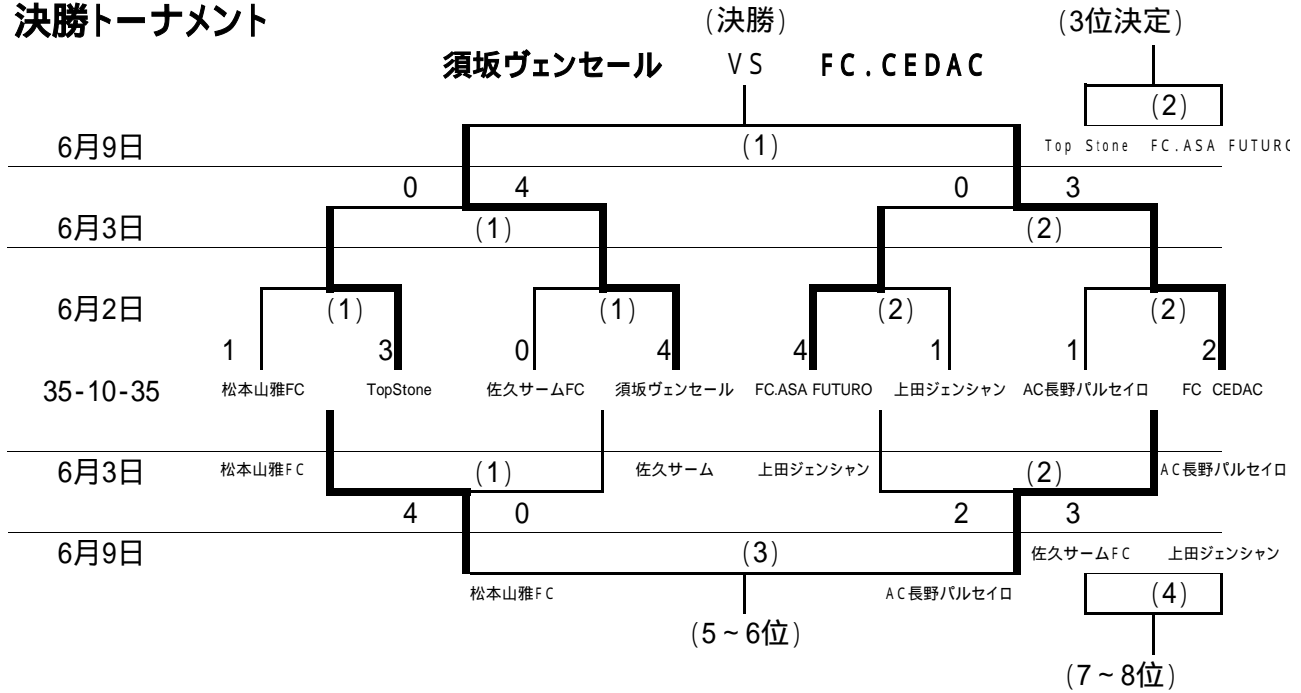 決勝トーナメント
(決勝)
(3位決定)
須坂ヴェンセール VS FC.CEDAC
(2)
6月9日
(1)
Top Stone FC.ASA FUTURO
0 4 0 3
6月3日
(1) (2)
6月2日
(1) (1) (2) (2)
1 3 0 4 4 1 1 2
35-10-35
松本山雅FC TopStone 佐久サームFC 須坂ヴェンセール FC.ASA FUTURO 上田ジェンシャン AC長野パルセイロ FC CEDAC
6月3日
松本山雅FC (1) 佐久サーム 上田ジェンシャン (2) AC長野パルセイロ
4 0 2 3
6月9日
(3)
佐久サームFC 上田ジェンシャン
松本山雅FC AC長野パルセイロ
(4)
(5~6位)
(7~8位)